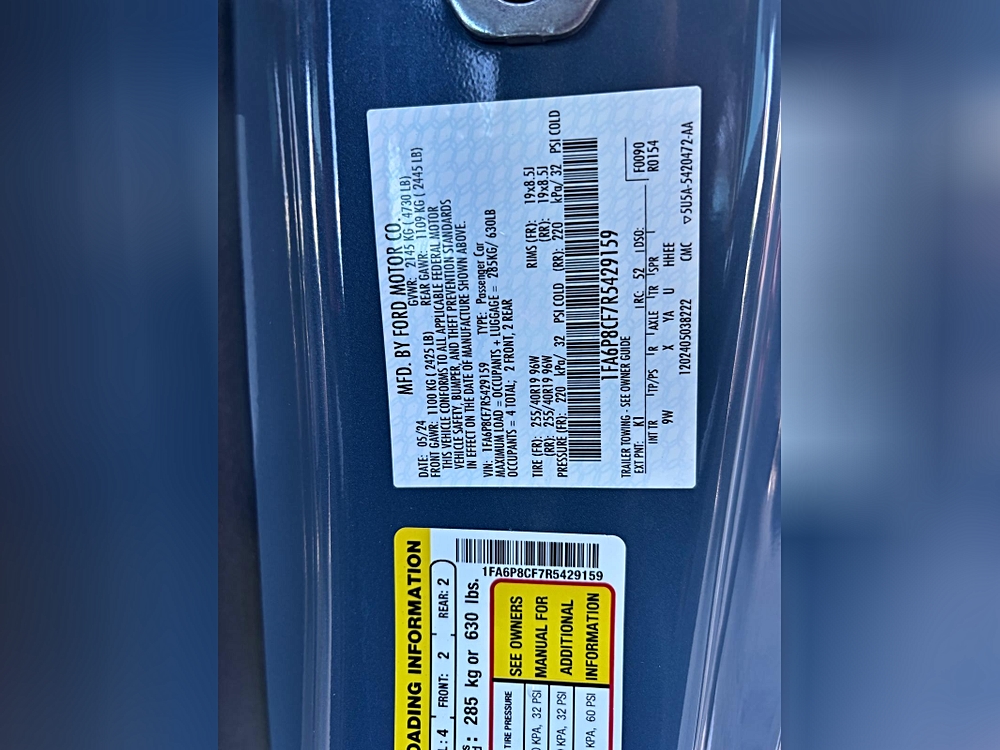 MFD. BY FORD MOTOR CO.
DATE: 05/24 GVWR: 2145 KG ( 4730 LB)
FRONT GAWR: 1100 KG ( 2425 LB) REAR GAWR: 1109 KG ( 2445 LB)
THIS VEHICLE CONFORMS TO ALL APPLICABLE FEDERAL MOTOR
VEHICLE SAFETY, BUMPER, AND THEFT PREVENTION STANDARDS
IN EFFECT ON THE DATE OF MANUFACTURE SHOWN ABOVE.
VIN: 1FA6P8CF7R5429159 TYPE: Passenger Car
MAXIMUM LOAD = OCCUPANTS + LUGGAGE = 285KG/ 630LB
OCCUPANTS = 4 TOTAL; 2 FRONT, 2 REAR
TIRE (FR): 255/40R19 96W RIMS (FR): 19x8.5J
(RR): 255/40R19 96W (RR): 19x8.5J
PRESSURE (FR): 220 kPa/ 32 PSI COLD (RR): 220 kPa/ 32 PSI COLD
1FA6P8CF7R5429159
TRAILER TOWING - SEE OWNER GUIDE F0090
EXT PNT: K1 RC: 52 DSO: R0154
INT TR TP/PS R AXLE TR SPR
9W X YA U HHEE
120240503B222 CMC ▽5U5A-5420472-AA
LOADING INFORMATION
: 4 FRONT: 2 REAR: 2
: 285 kg or 630 lbs.
1FA6P8CF7R5429159
TIRE PRESSURE
KPA, 32 PSI
KPA, 32 PSI
KPA, 60 PSI
SEE OWNERS
MANUAL FOR
ADDITIONAL
INFORMATION